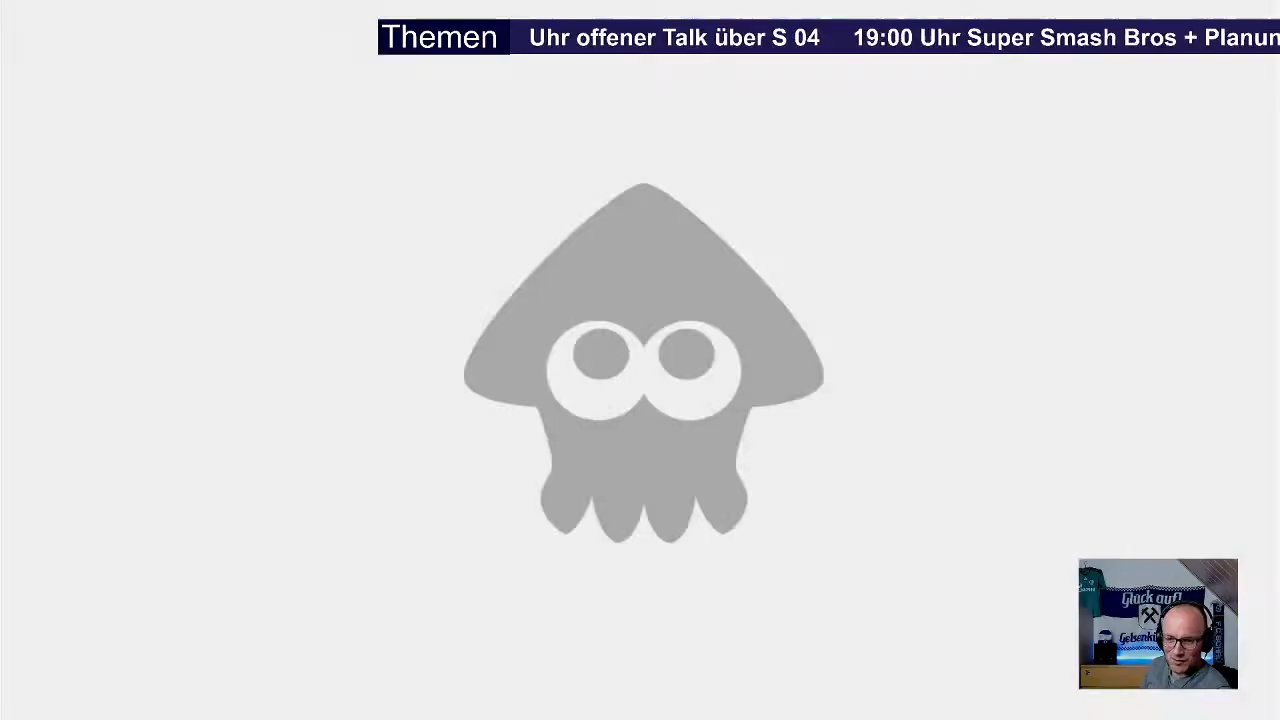 Themen
Uhr offener Talk über S 04 19:00 Uhr Super Smash Bros + Planun
Glück auf!